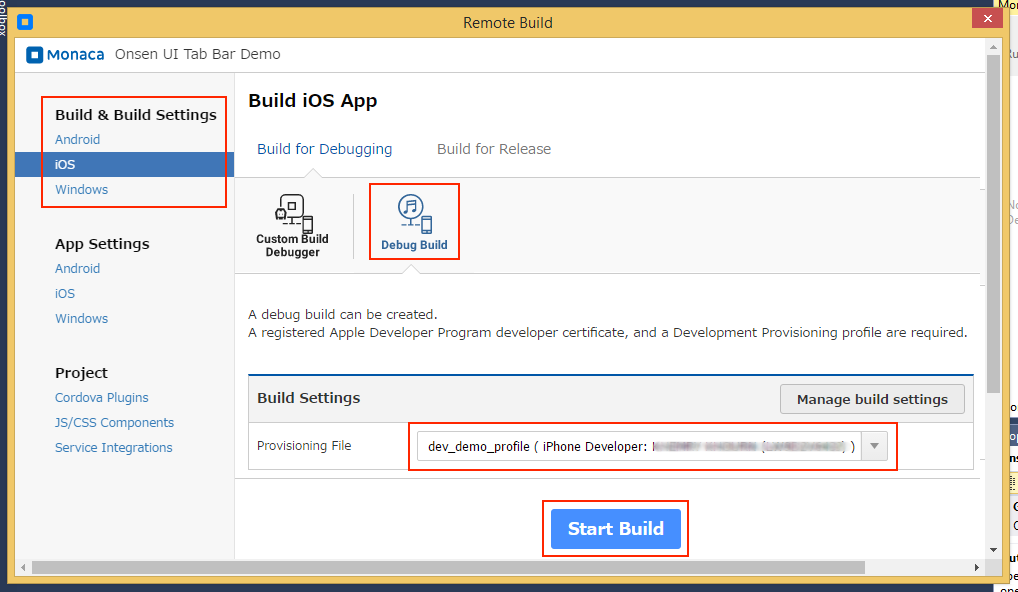 Remote Build
Monaca Onsen UI Tab Bar Demo
Build & Build Settings
Android
iOS
Windows
App Settings
Android
iOS
Windows
Project
Cordova Plugins
JS/CSS Components
Service Integrations
Build iOS App
Build for Debugging Build for Release
Custom Build
Debugger
Debug Build
A debug build can be created.
A registered Apple Developer Program developer certificate, and a Development Provisioning profile are required.
Build Settings
Manage build settings
Provisioning File
dev_demo_profile ( iPhone Developer: )
Start Build